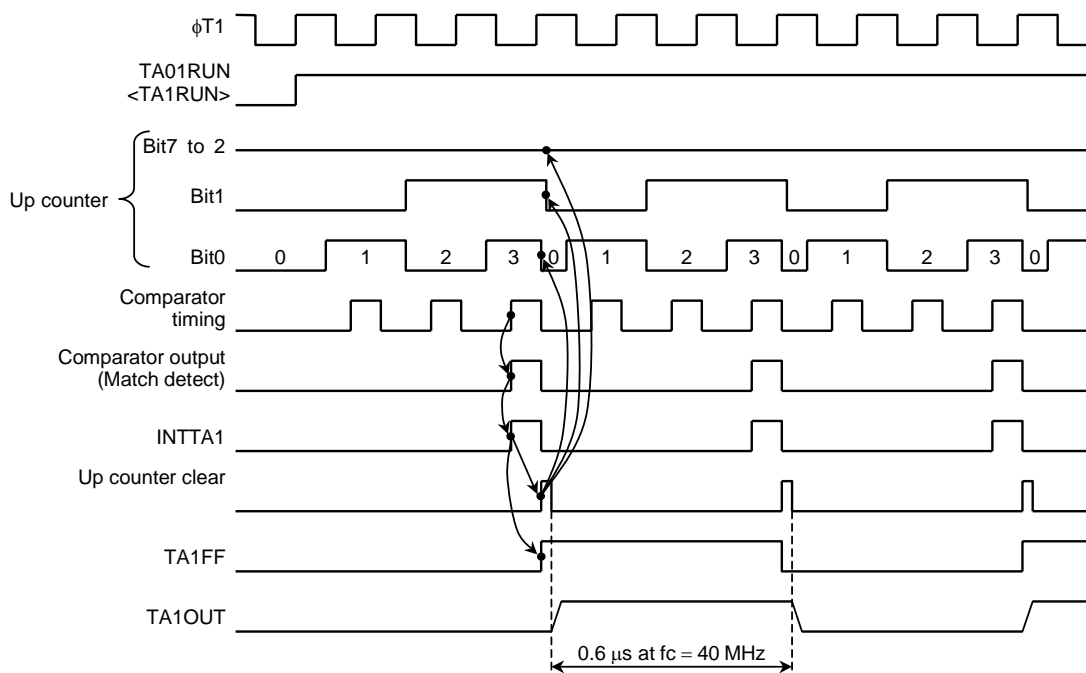 ϕT1
TA01RUN
<TA1RUN>
Bit7 to 2
Up counter
Bit1
Bit0
0 1 2 3 0 1 2 3 0 1 2 3 0
Comparator
timing
Comparator output
(Match detect)
INTTA1
Up counter clear
TA1FF
TA1OUT
0.6 μs at fc = 40 MHz